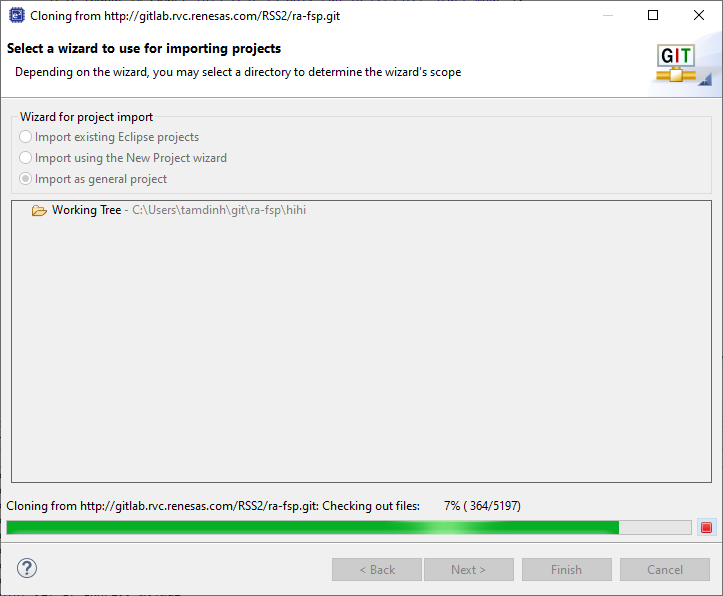 Cloning from http://gitlab.rvc.renesas.com/RSS2/ra-fsp.git
Select a wizard to use for importing projects
Depending on the wizard, you may select a directory to determine the wizard's scope
GIT
Wizard for project import
Import existing Eclipse projects
Import using the New Project wizard
Import as general project
Working Tree - C:\Users\tamdinh\git\ra-fsp\hihi
Cloning from http://gitlab.rvc.renesas.com/RSS2/ra-fsp.git: Checking out files: 7% ( 364/5197)
? < Back Next > Finish Cancel